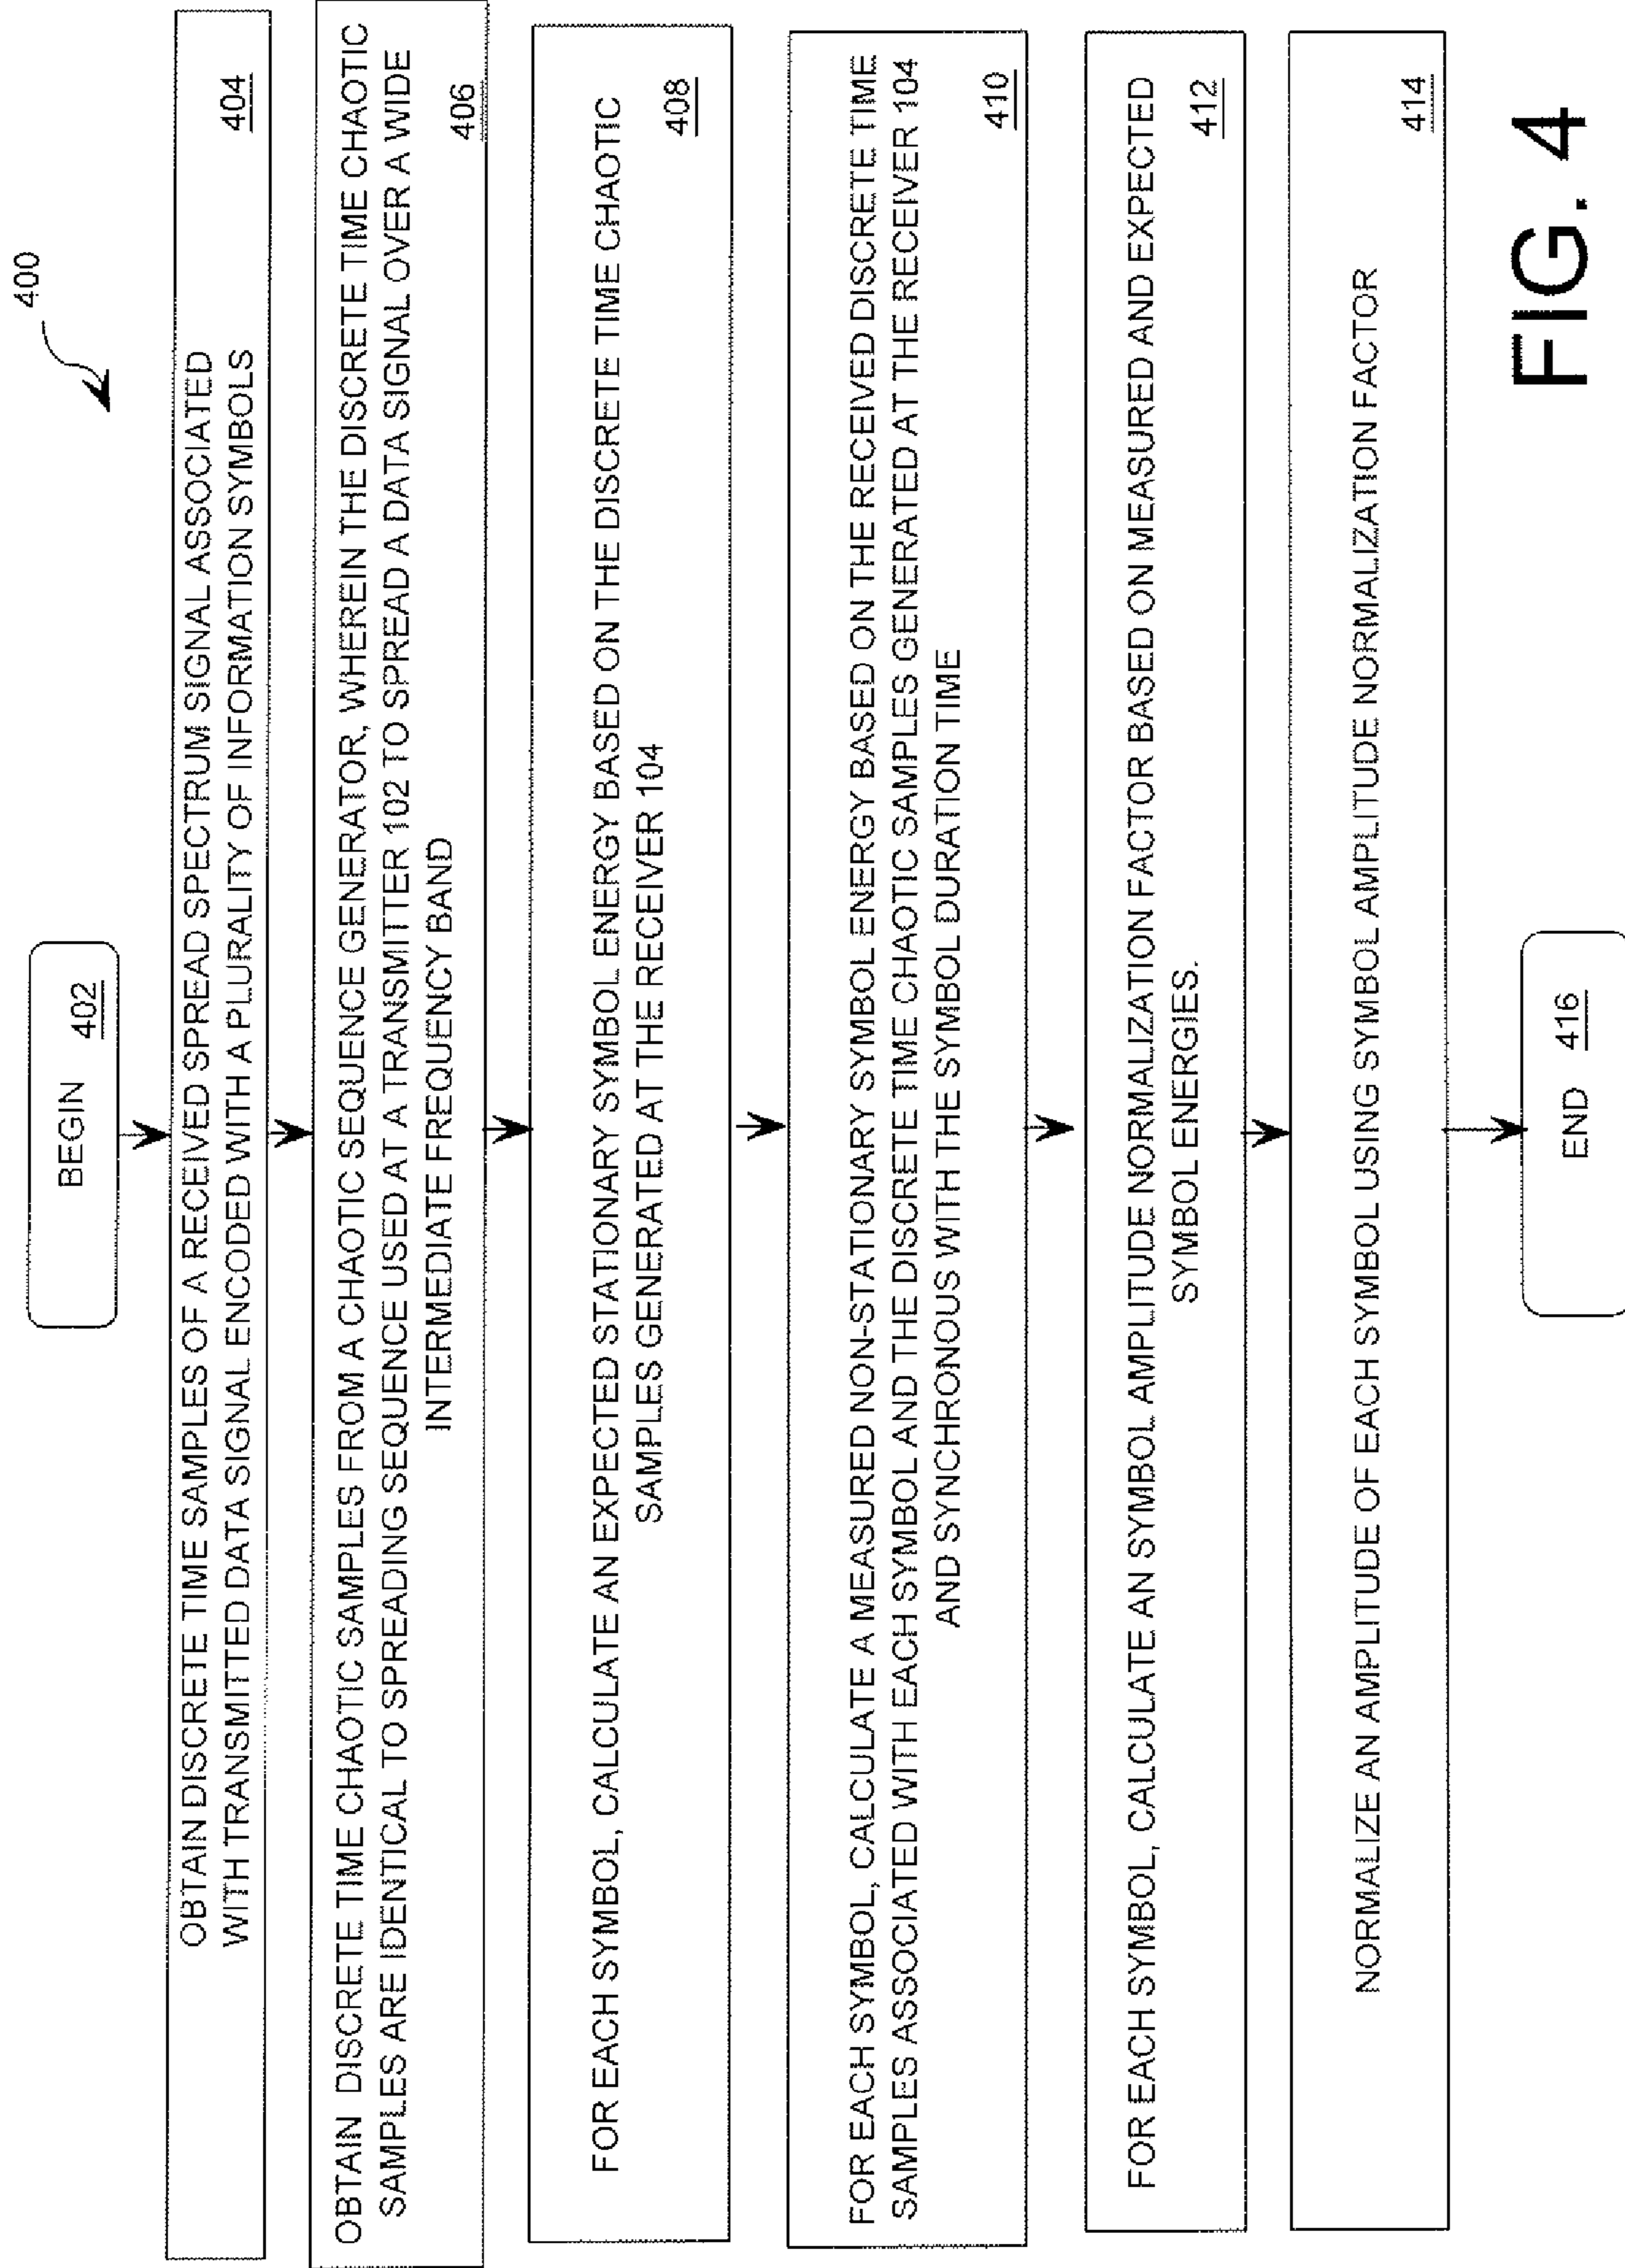 400
BEGIN 402
OBTAIN DISCRETE TIME SAMPLES OF A RECEIVED SPREAD SPECTRUM SIGNAL ASSOCIATED
WITH TRANSMITTED DATA SIGNAL ENCODED WITH A PLURALITY OF INFORMATION SYMBOLS
404
OBTAIN DISCRETE TIME CHAOTIC SAMPLES FROM A CHAOTIC SEQUENCE GENERATOR, WHEREIN THE DISCRETE TIME CHAOTIC
SAMPLES ARE IDENTICAL TO SPREADING SEQUENCE USED AT A TRANSMITTER 102 TO SPREAD A DATA SIGNAL OVER A WIDE
INTERMEDIATE FREQUENCY BAND
406
FOR EACH SYMBOL, CALCULATE AN EXPECTED STATIONARY SYMBOL ENERGY BASED ON THE DISCRETE TIME CHAOTIC
SAMPLES GENERATED AT THE RECEIVER 104
408
FOR EACH SYMBOL, CALCULATE A MEASURED NON-STATIONARY SYMBOL ENERGY BASED ON THE RECEIVED DISCRETE TIME
SAMPLES ASSOCIATED WITH EACH SYMBOL AND THE DISCRETE TIME CHAOTIC SAMPLES GENERATED AT THE RECEIVER 104
AND SYNCHRONOUS WITH THE SYMBOL DURATION TIME
410
FOR EACH SYMBOL, CALCULATE AN SYMBOL AMPLITUDE NORMALIZATION FACTOR BASED ON MEASURED AND EXPECTED
SYMBOL ENERGIES.
412
NORMALIZE AN AMPLITUDE OF EACH SYMBOL USING SYMBOL AMPLITUDE NORMALIZATION FACTOR
414
END 416
FIG. 4